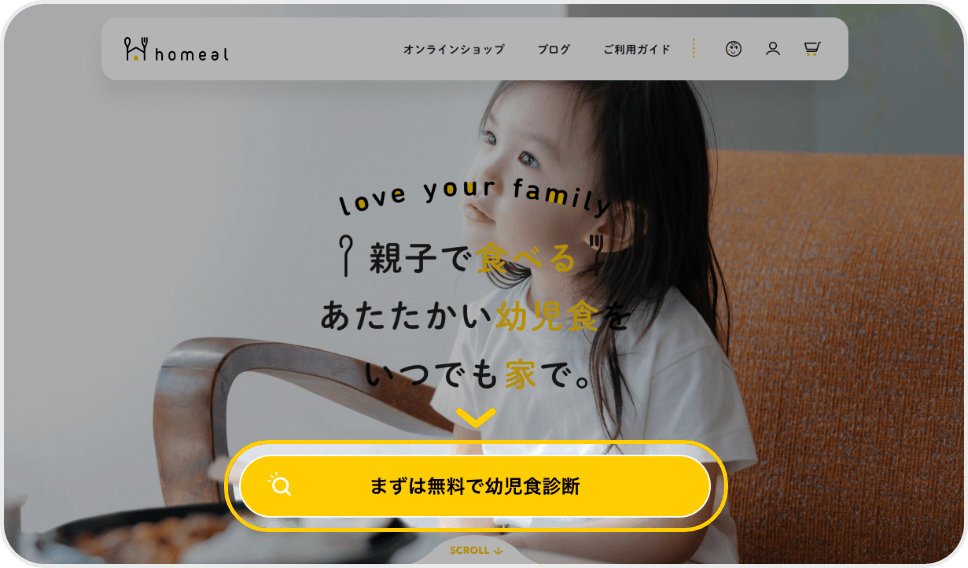 homeal
オンラインショップ
ブログ
ご利用ガイド
love your family
親子で食べる
あたたかい幼児食を
いつでも家で。
まずは無料で幼児食診断
SCROLL ↓